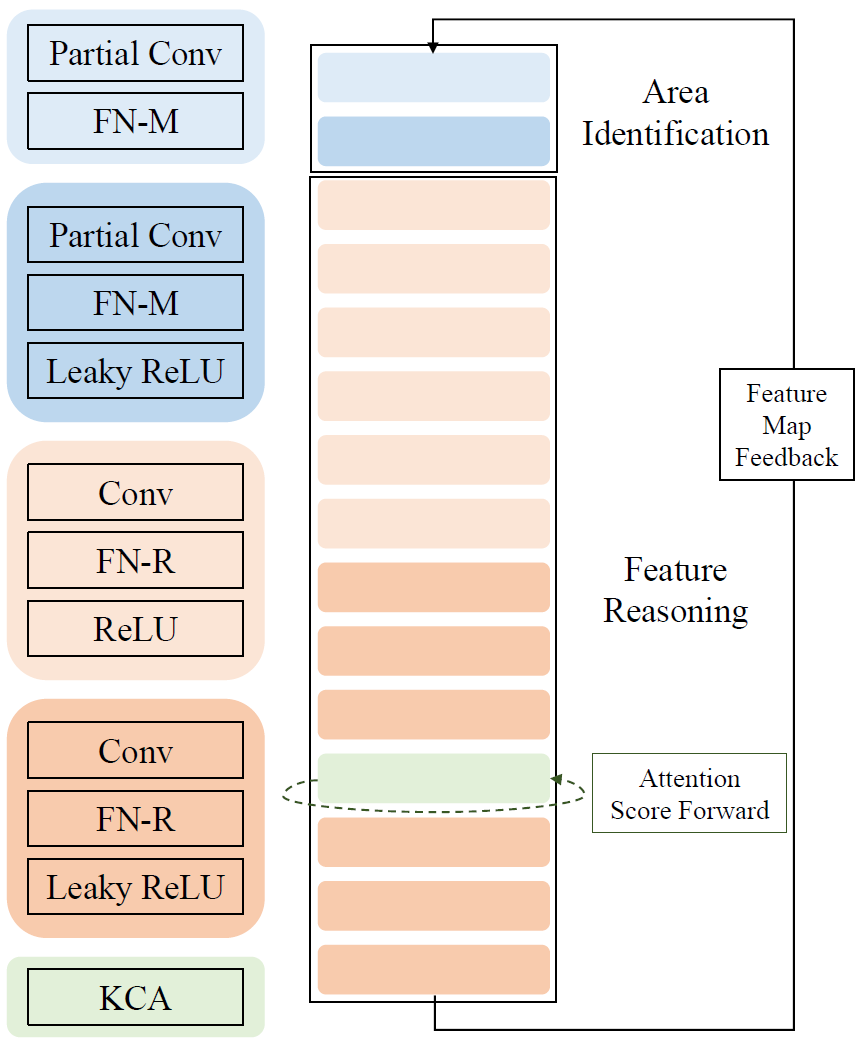 Partial Conv
FN-M
Partial Conv
FN-M
Leaky ReLU
Conv
FN-R
ReLU
Conv
FN-R
Leaky ReLU
KCA
Area
Identification
Feature
Map
Feedback
Feature
Reasoning
Attention
Score Forward